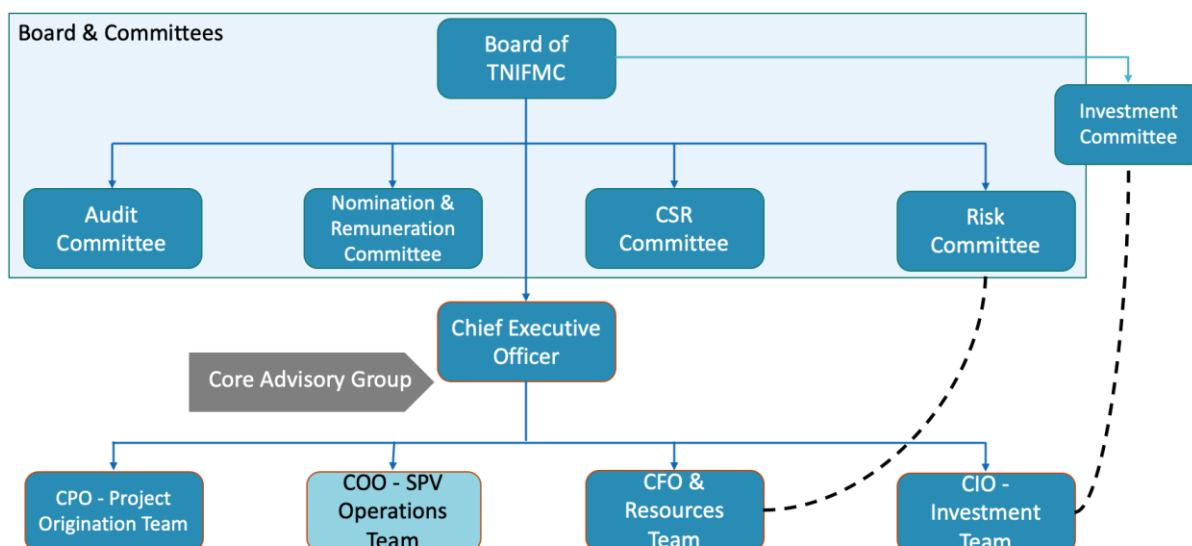 Board & Committees
Board of
TNIFMC
Investment
Committee
Audit
Committee
Nomination &
Remuneration
Committee
CSR
Committee
Risk
Committee
Chief Executive
Officer
Core Advisory Group
CPO - Project
Origination Team
COO - SPV
Operations
Team
CFO &
Resources
Team
CIO -
Investment
Team